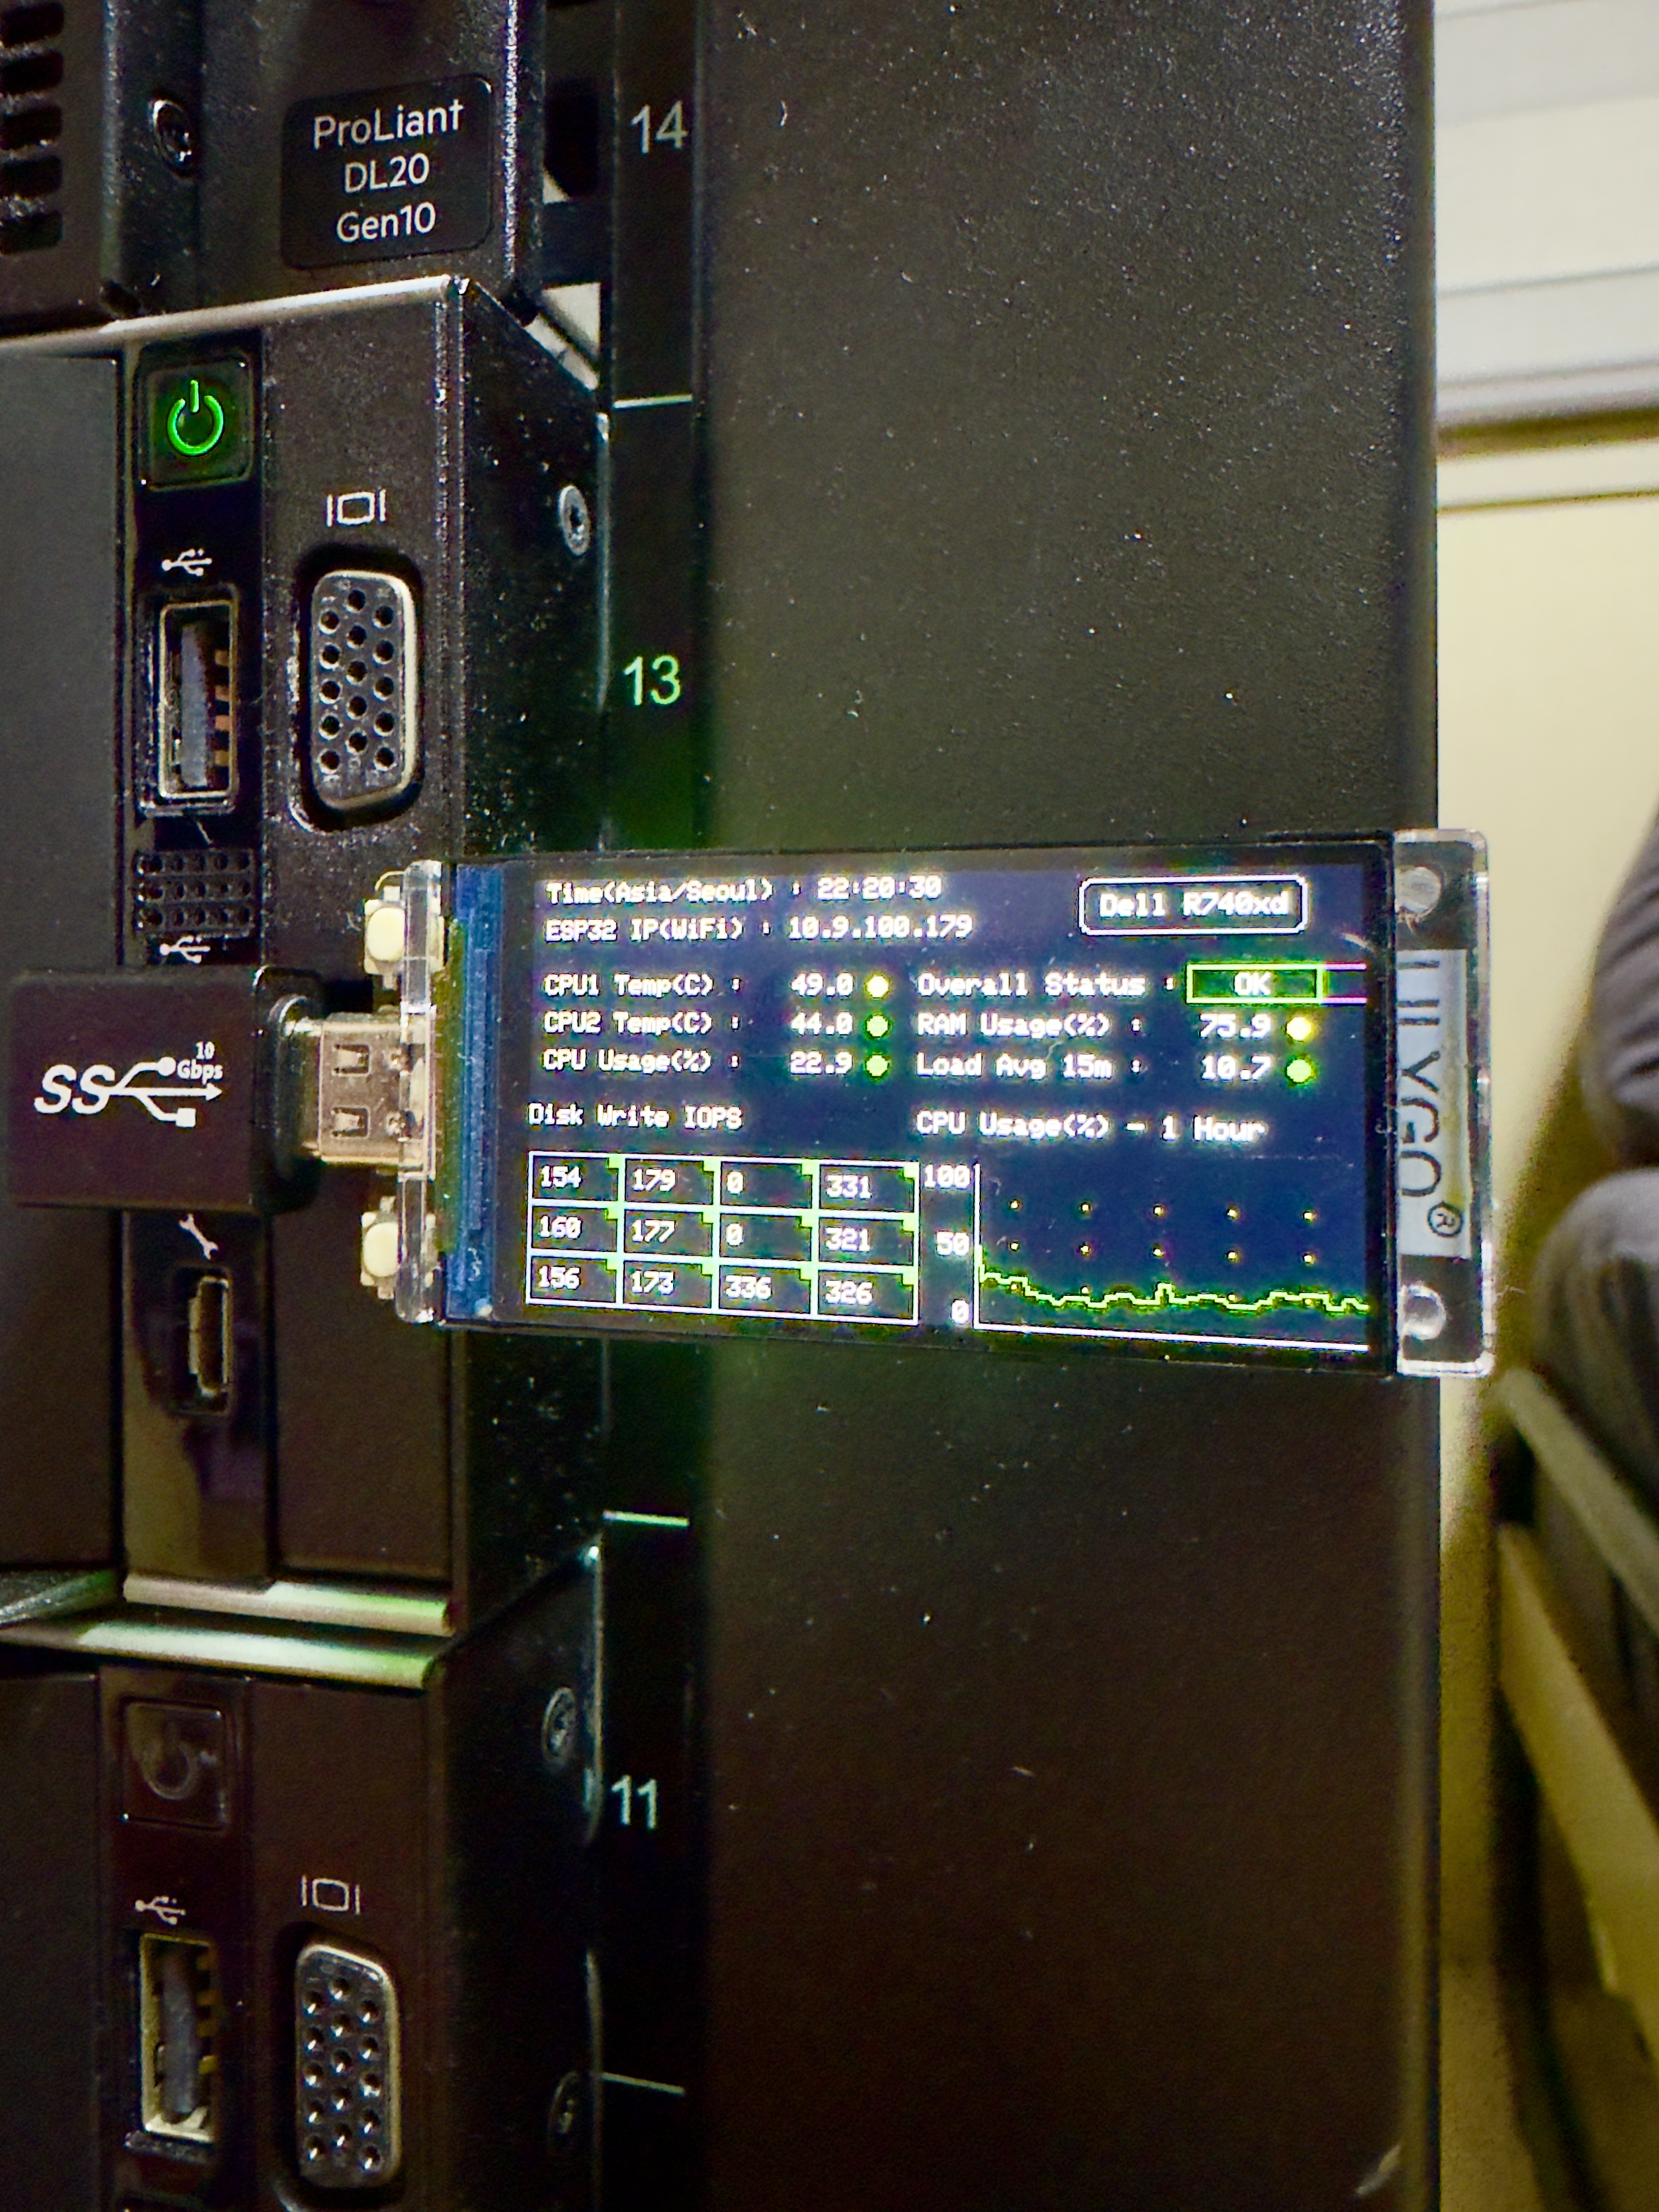 ProLiant
DL20
Gen10
14
13
Time(Asia/Seoul) : 22:20:30
ESP32 IP(WiFi) : 10.9.100.179
Dell R740xd
CPU1 Temp(C) : 49.0
Overall Status : OK
CPU2 Temp(C) : 44.0
RAM Usage(%) : 75.9
CPU Usage(%) : 22.9
Load Avg 15m : 10.7
Disk Write IOPS
CPU Usage(%) - 1 Hour
154 179 0 331
160 177 0 321
156 173 336 326
100
50
0
SS 10 Gbps
LILYGO®
11